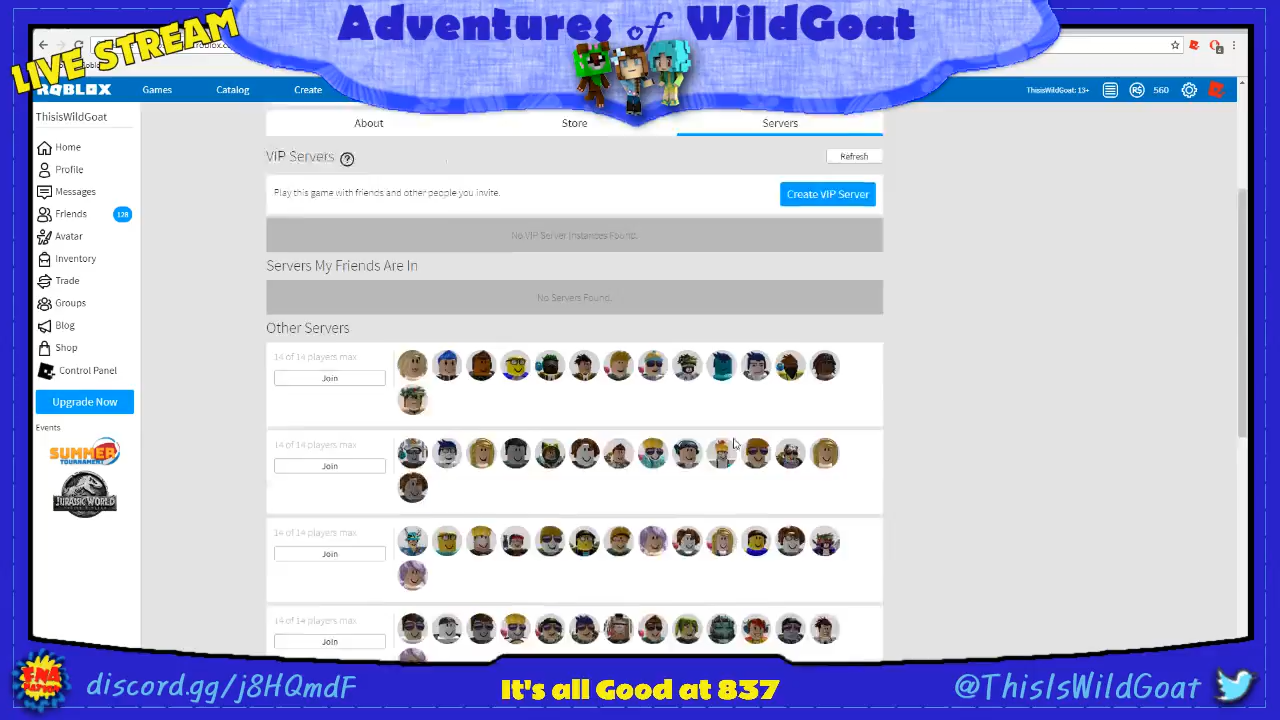 Adventures of WildGoat
LIVE STREAM
ROBLOX
Games
Catalog
Create
ThisisWildGoat: 13+
560
ThisisWildGoat
Home
Profile
Messages
Friends
128
Avatar
Inventory
Trade
Groups
Blog
Shop
Control Panel
Upgrade Now
Events
SUMMER
TOURNAMENT
JURASSIC WORLD
About
Store
Servers
VIP Servers ?
Refresh
Play this game with friends and other people you invite.
Create VIP Server
No VIP Server Instances Found.
Servers My Friends Are In
No Servers Found.
Other Servers
14 of 14 players max
Join
14 of 14 players max
Join
14 of 14 players max
Join
14 of 14 players max
Join
discord.gg/j8HQmdF
It's all Good at 837
@ThisIsWildGoat